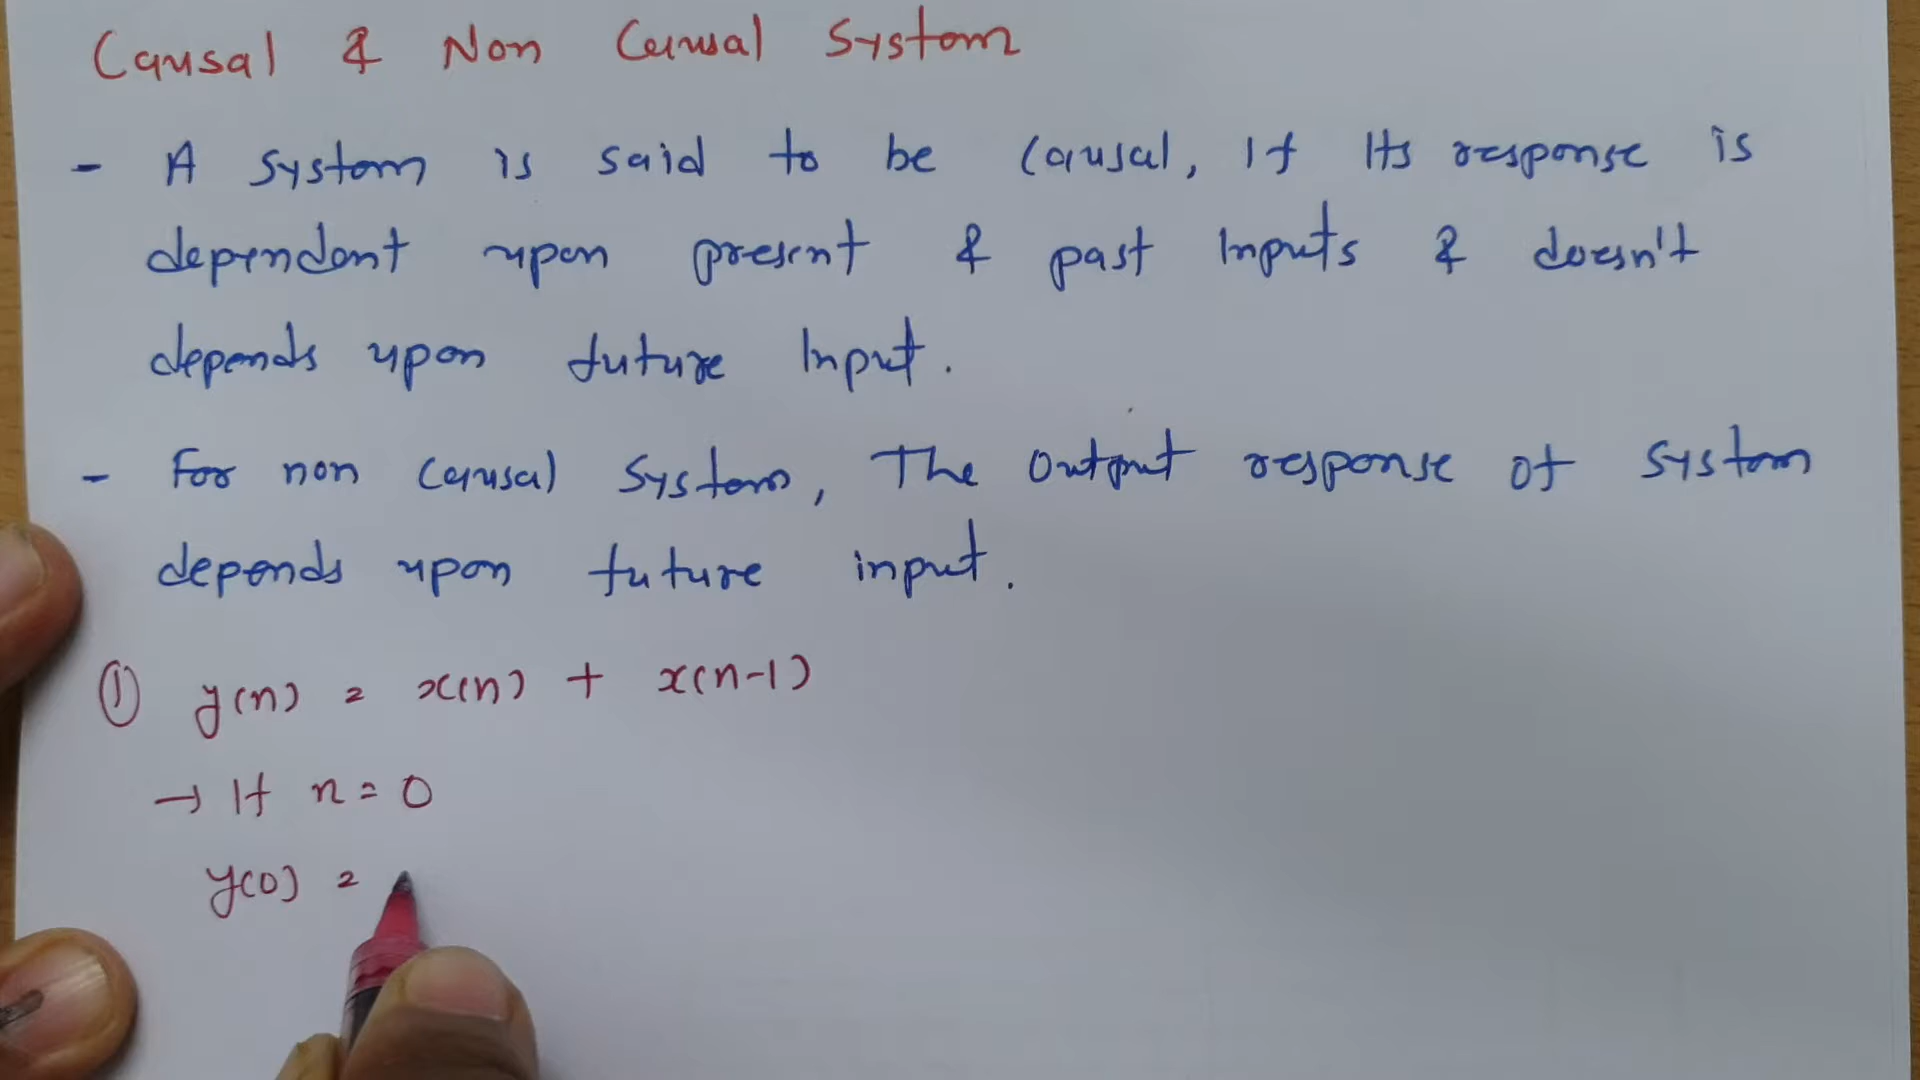 Causal & Non Causal System
- A system is said to be Causal, If Its response is
dependent upon present & past Inputs & doesn't
depends upon future Input.
- For non Causal System, The Output response of System
depends upon future input.
① y(n) = x(n) + x(n-1)
→ If n = 0
y(0) =